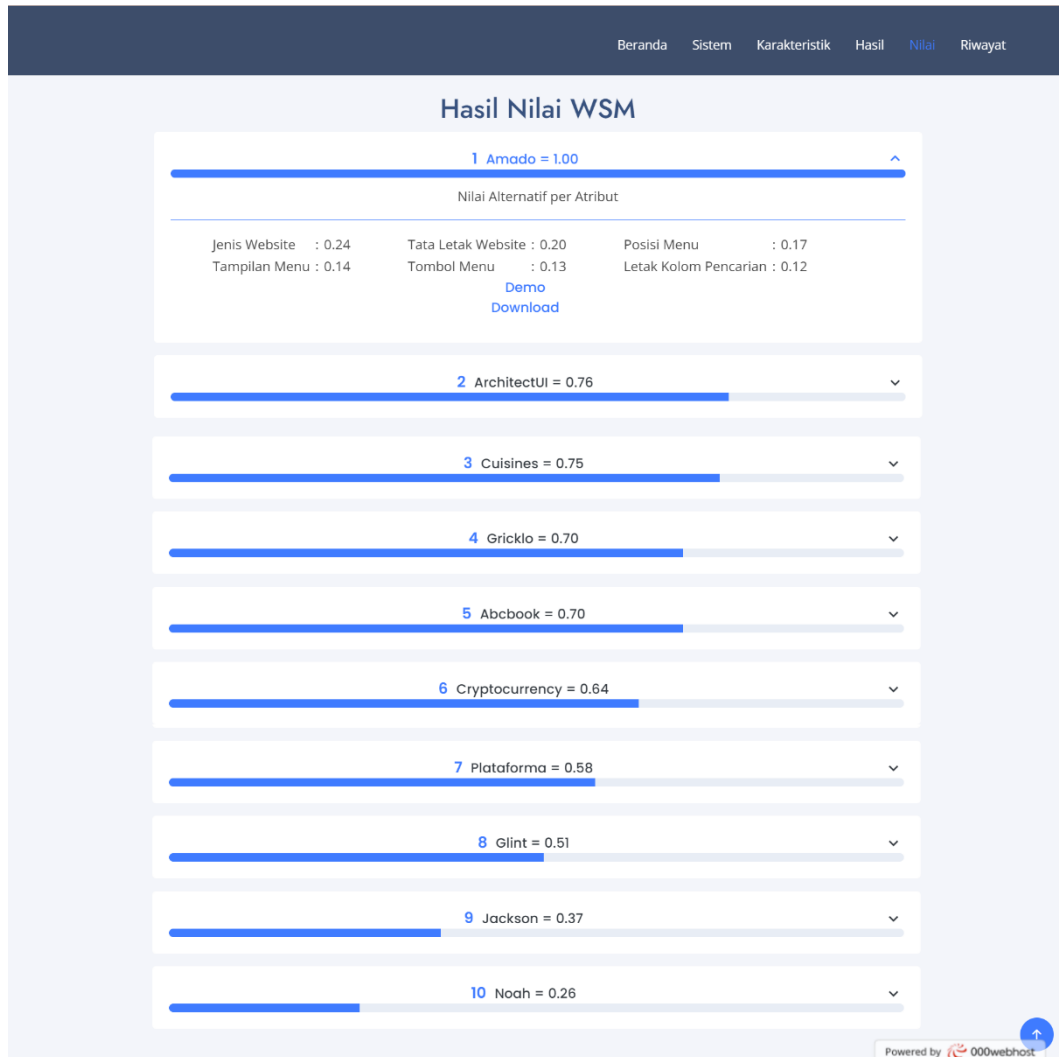 Beranda Sistem Karakteristik Hasil Nilai Riwayat
Hasil Nilai WSM
1 Amado = 1.00
Nilai Alternatif per Atribut
Jenis Website : 0.24 Tata Letak Website : 0.20 Posisi Menu : 0.17
Tampilan Menu : 0.14 Tombol Menu : 0.13 Letak Kolom Pencarian : 0.12
Demo
Download
2 ArchitectUI = 0.76
3 Cuisines = 0.75
4 Gricklo = 0.70
5 Abcbook = 0.70
6 Cryptocurrency = 0.64
7 Plataforma = 0.58
8 Glint = 0.51
9 Jackson = 0.37
10 Noah = 0.26
Powered by 000webhost